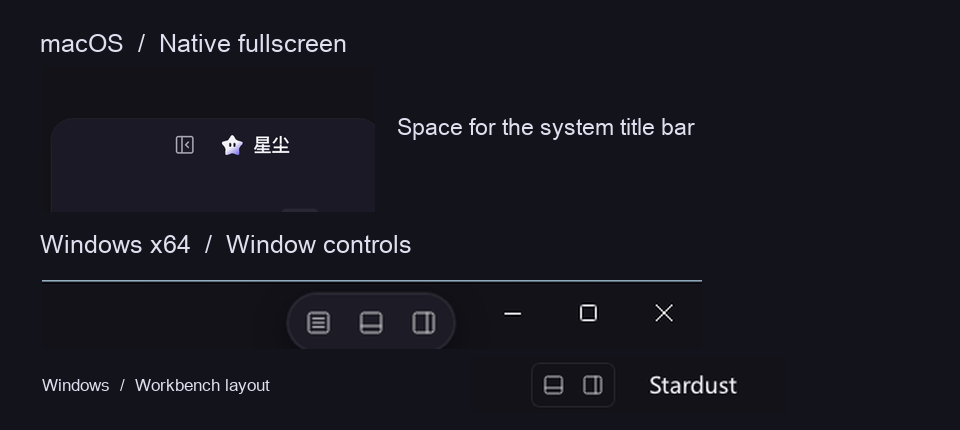 macOS / Native fullscreen
星尘
Space for the system title bar
Windows x64 / Window controls
Windows / Workbench layout
Stardust